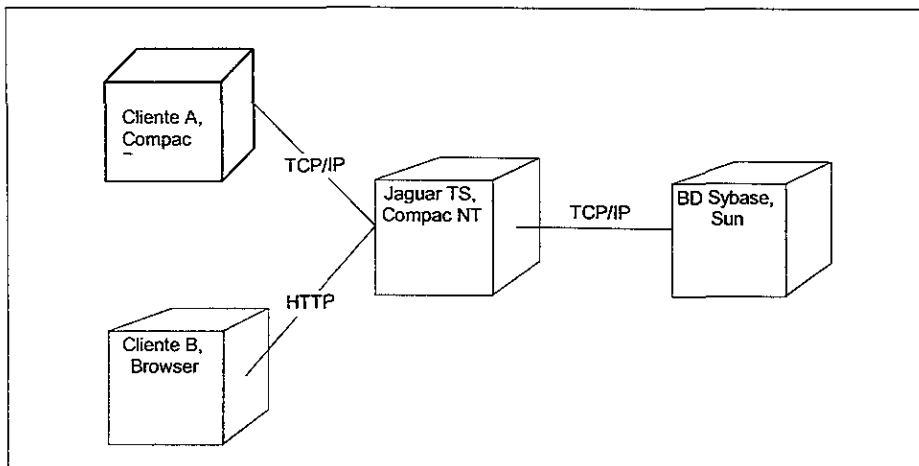 Cliente A,
Compac
TCP/IP
Jaguar TS,
Compac NT
TCP/IP
BD Sybase,
Sun
HTTP
Cliente B,
Browser